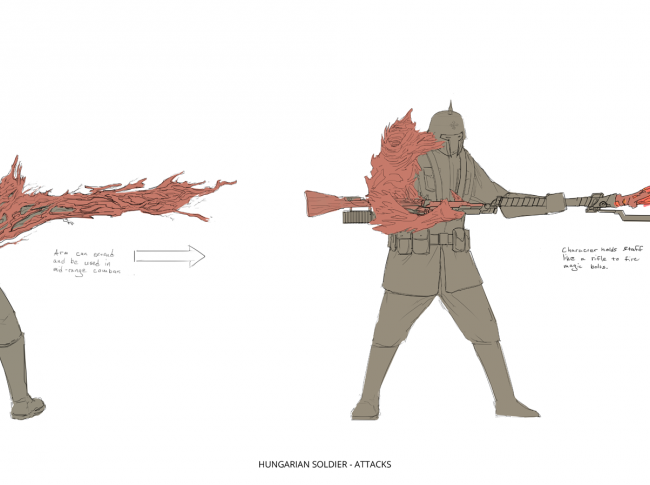 Arm can extend
and be used in
md-range combat
Character holds staff
like a rifle to fire
magic bolts.
HUNGARIAN SOLDIER - ATTACKS